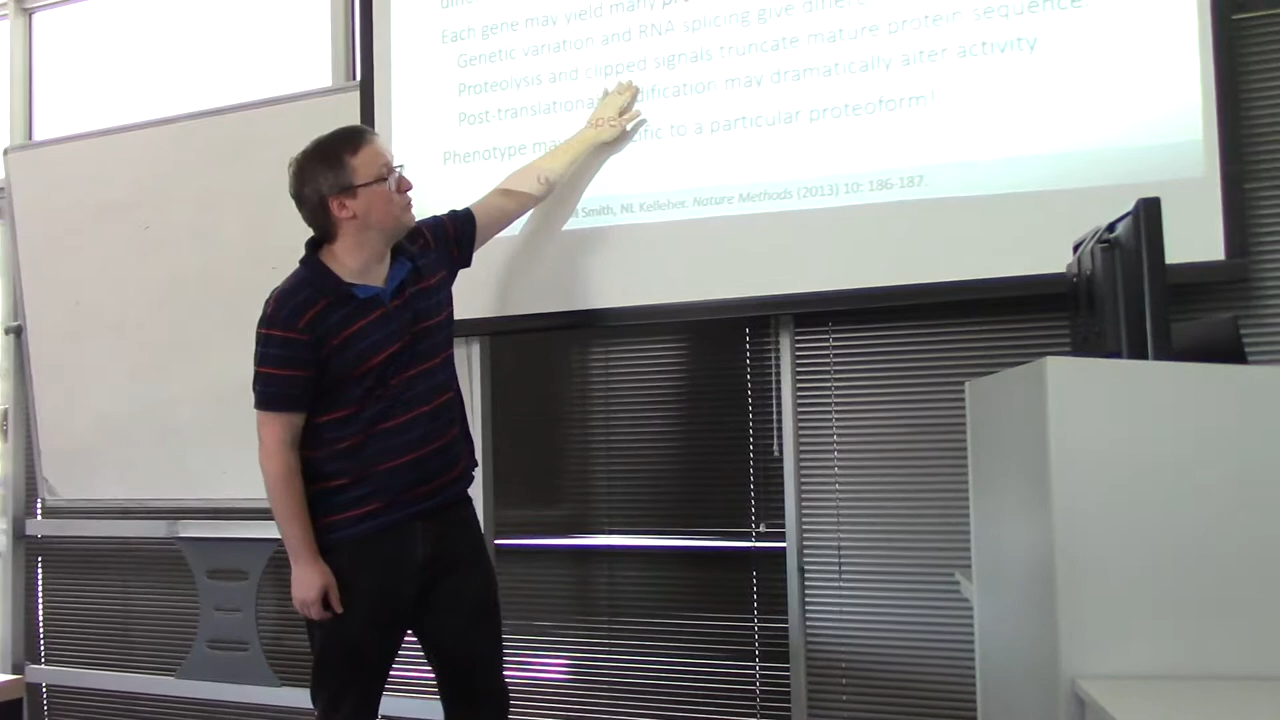 Each gene may yield many
Genetic variation and RNA splicing give
Proteolysis and clipped signals truncate mature protein sequence
Post-translational modification may dramatically alter activity
Phenotype may specific to a particular proteoform!
Smith, NL Kelleher. Nature Methods (2013) 10: 186-187.